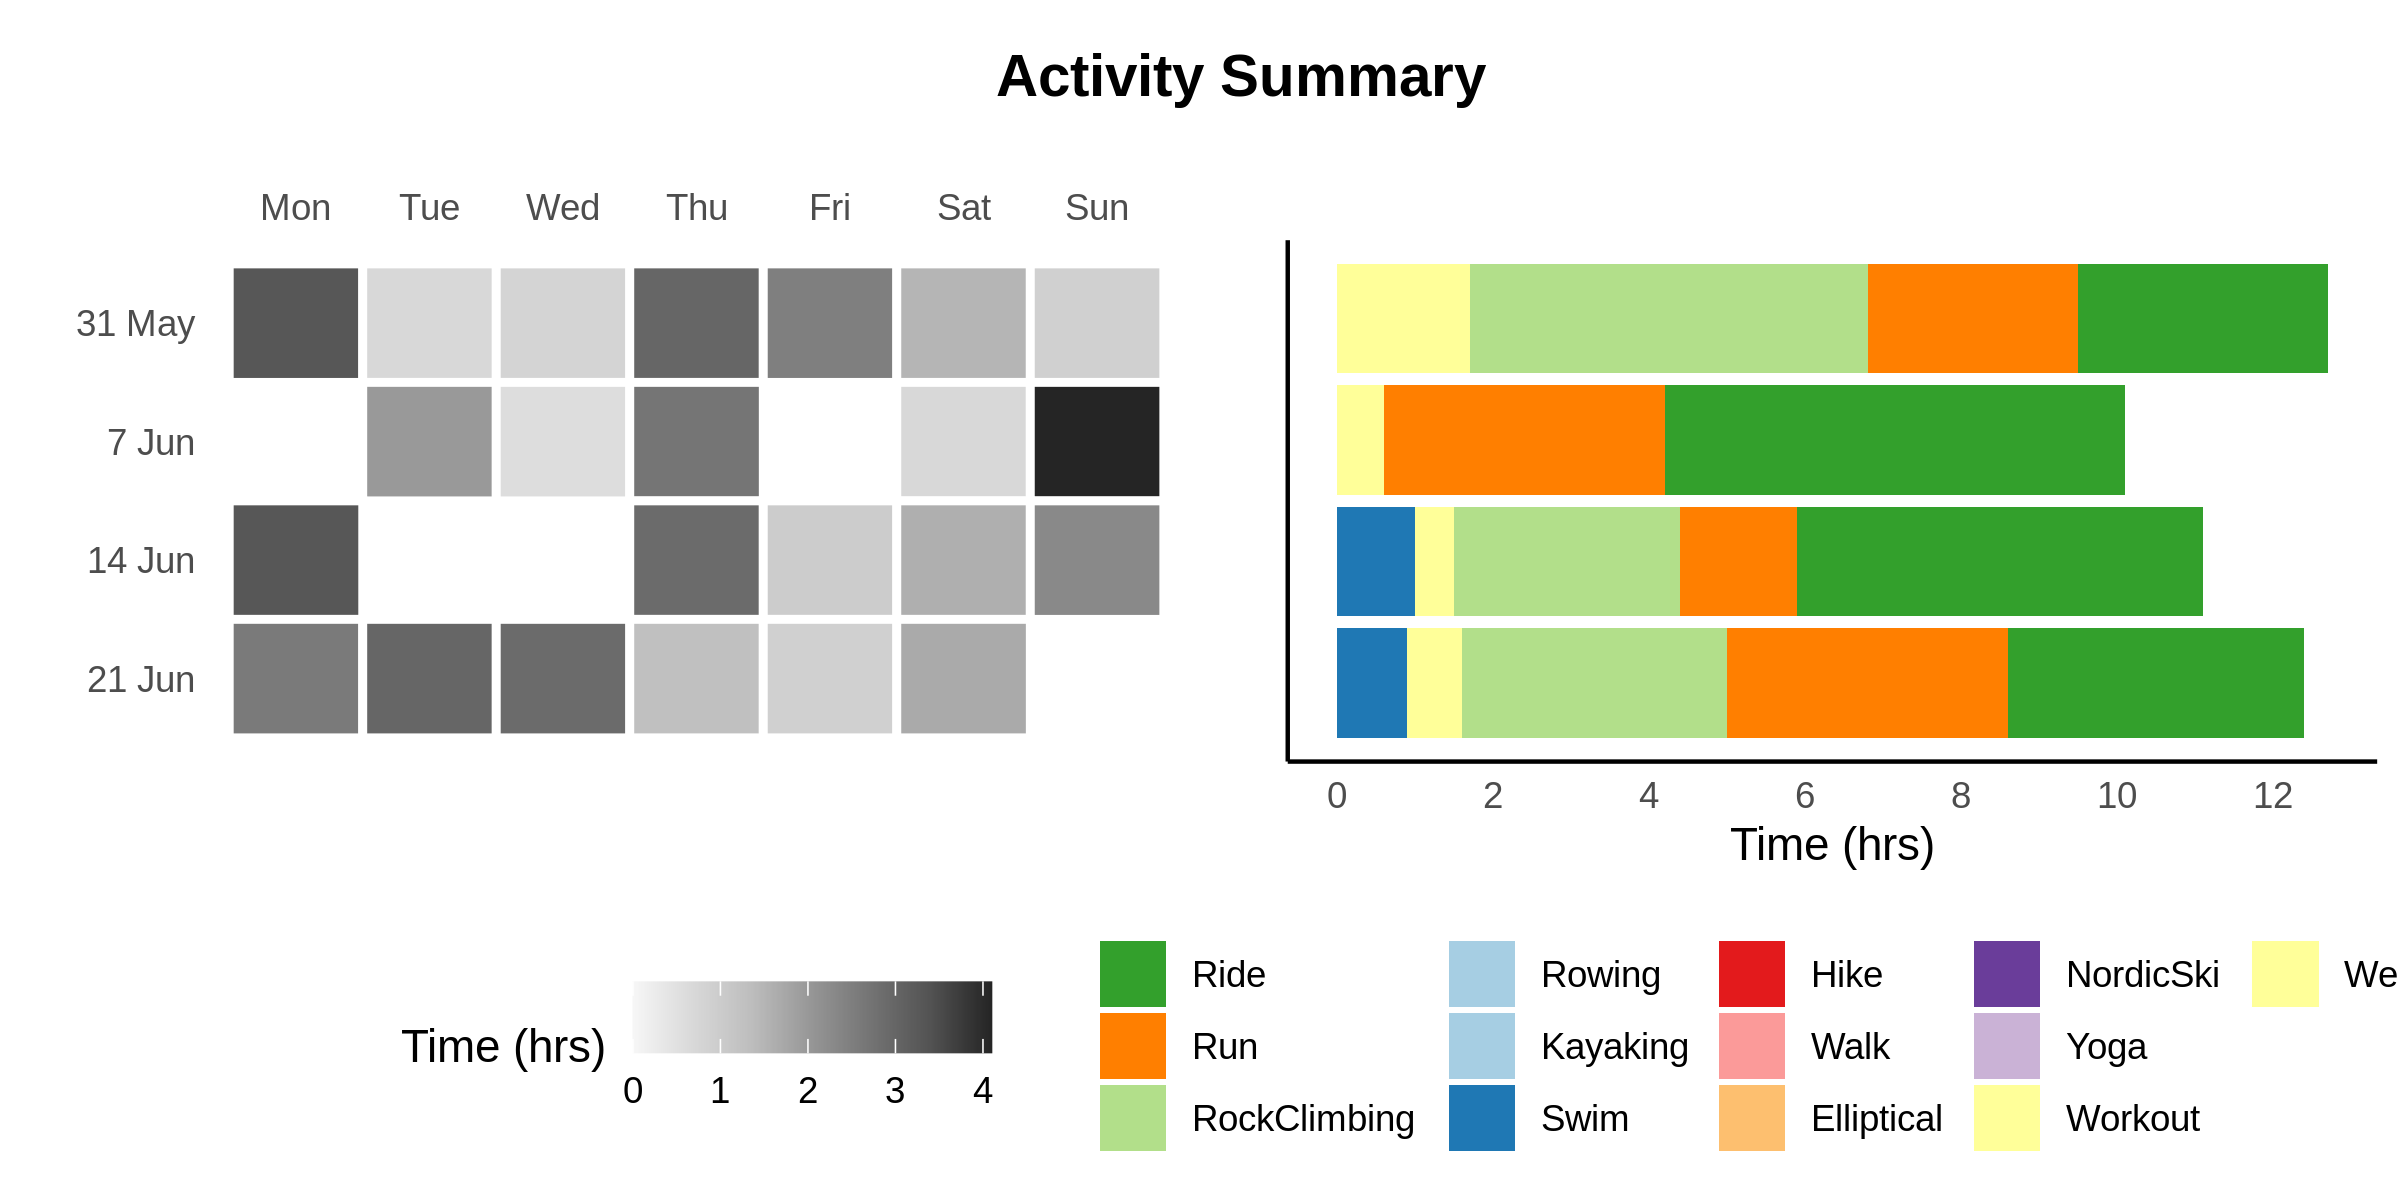 Activity Summary
Mon Tue Wed Thu Fri Sat Sun
31 May
7 Jun
14 Jun
21 Jun
0 2 4 6 8 10 12
Time (hrs)
Time (hrs)
0 1 2 3 4
Ride Rowing Hike NordicSki We
Run Kayaking Walk Yoga
RockClimbing Swim Elliptical Workout